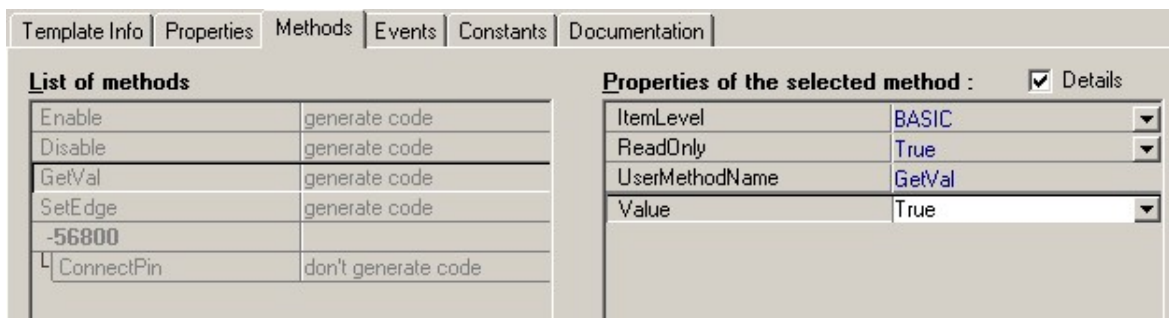 Template Info Properties Methods Events Constants Documentation
List of methods
Enable generate code
Disable generate code
GetVal generate code
SetEdge generate code
-56800
ConnectPin don't generate code
Properties of the selected method : Details
ItemLevel BASIC
ReadOnly True
UserMethodName GetVal
Value True